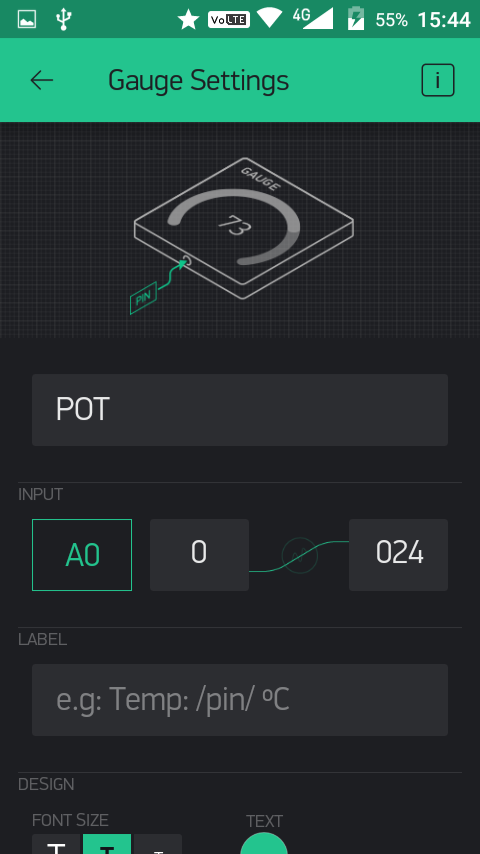 Vo LTE 4G 55% 15:44
Gauge Settings i
GAUGE
73
PIN
POT
INPUT
A0 0 024
LABEL
e.g: Temp: /pin/ ºC
DESIGN
FONT SIZE TEXT
T T T